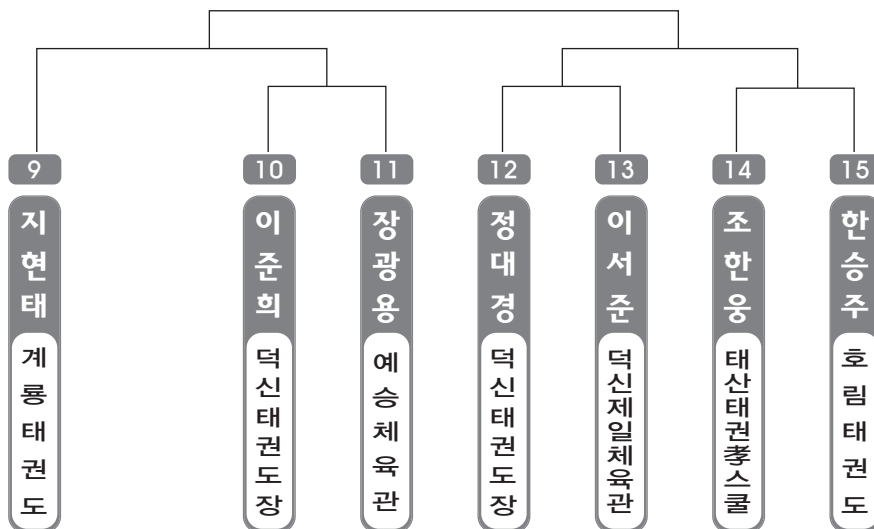 9
지현태
계룡태권도
10
이준희
덕신태권도장
11
장광용
예승체육관
12
정대경
덕신태권도장
13
이서준
덕신제일체육관
14
조한웅
태산태권孝스쿨
15
한승주
호림태권도